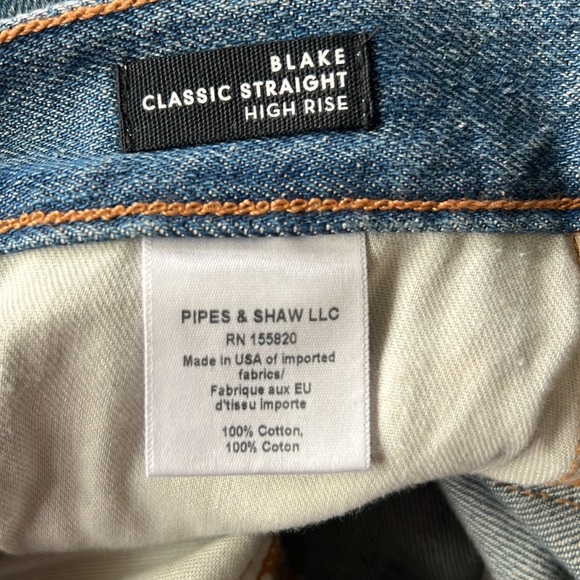 BLAKE
CLASSIC STRAIGHT
HIGH RISE
PIPES & SHAW LLC
RN 155820
Made in USA of imported
fabrics/
Fabrique aux EU
d'tiseu importe
100% Cotton,
100% Coton